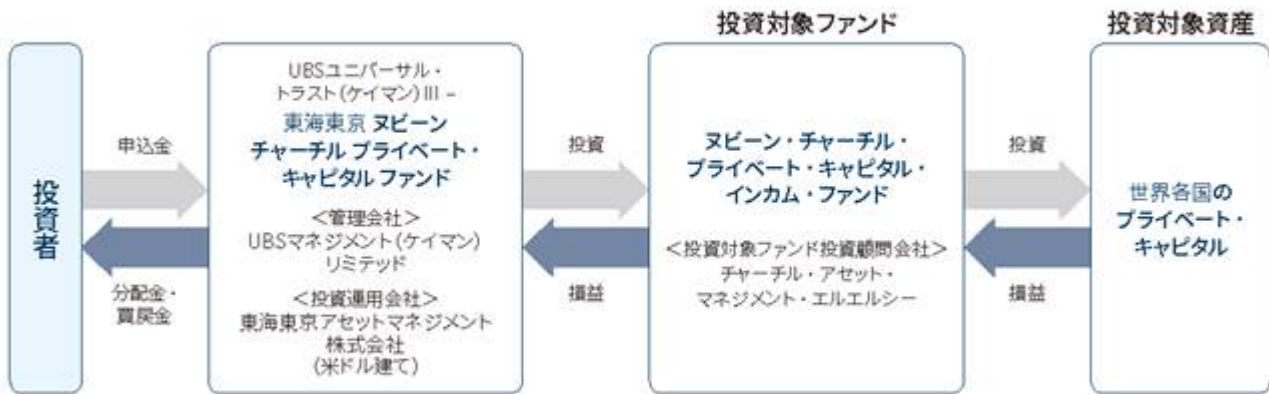 投資対象ファンド
投資対象資産
投資者
申込金
分配金・
買戻金
UBSユニバーサル・
トラスト(ケイマン)III –
東海東京 ヌビーン
チャーチル プライベート・
キャピタル ファンド
<管理会社>
UBSマネジメント(ケイマン)
リミテッド
<投資運用会社>
東海東京アセットマネジメント
株式会社
(米ドル建て)
投資
損益
ヌビーン・チャーチル・
プライベート・キャピタル・
インカム・ファンド
<投資対象ファンド投資顧問会社>
チャーチル・アセット・
マネジメント・エルエルシー
投資
損益
世界各国の
プライベート・
キャピタル